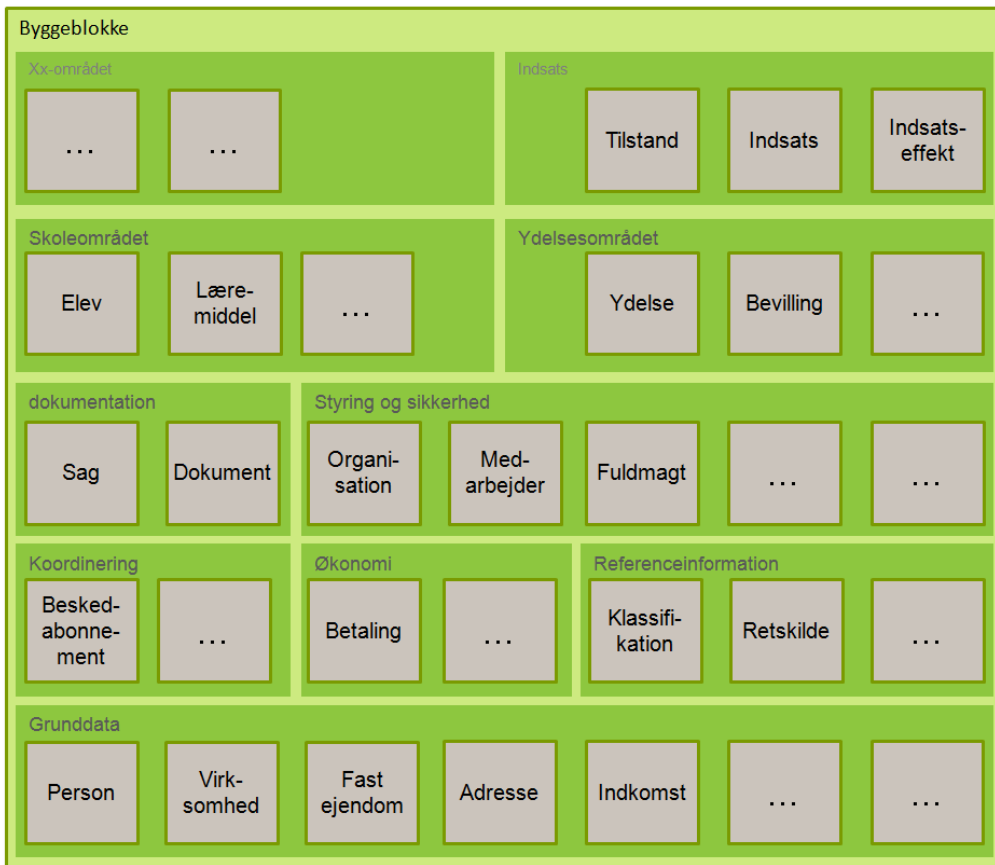 Byggeblokke
Xx-området
...
...
Indsats
Tilstand
Indsats
Indsats-
effekt
Skoleområdet
Elev
Lære-
middel
...
Ydelsesområdet
Ydelse
Bevilling
...
dokumentation
Sag
Dokument
Styring og sikkerhed
Organi-
sation
Med-
arbejder
Fuldmagt
...
...
Koordinering
Besked-
abonne-
ment
...
Økonomi
Betaling
...
Referenceinformation
Klassifi-
kation
Retskilde
...
Grunddata
Person
Virk-
somhed
Fast
ejendom
Adresse
Indkomst
...
...